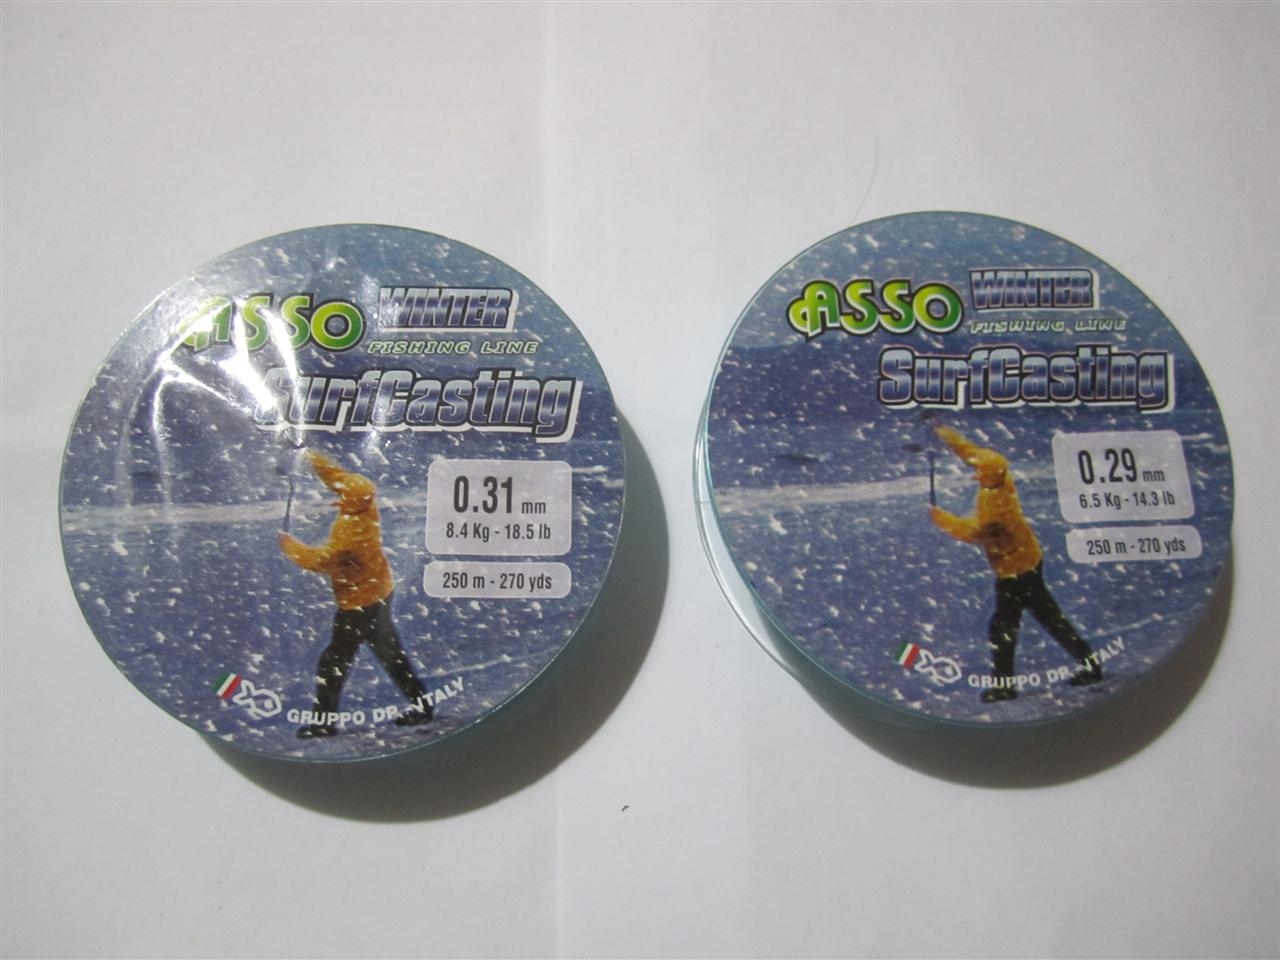 ASSO WINTER
FISHING LINE
SurfCasting
0.31 mm
8.4 Kg - 18.5 lb
250 m - 270 yds
GRUPPO DP - ITALY
ASSO WINTER
FISHING LINE
SurfCasting
0.29 mm
6.5 Kg - 14.3 lb
250 m - 270 yds
GRUPPO DP - ITALY